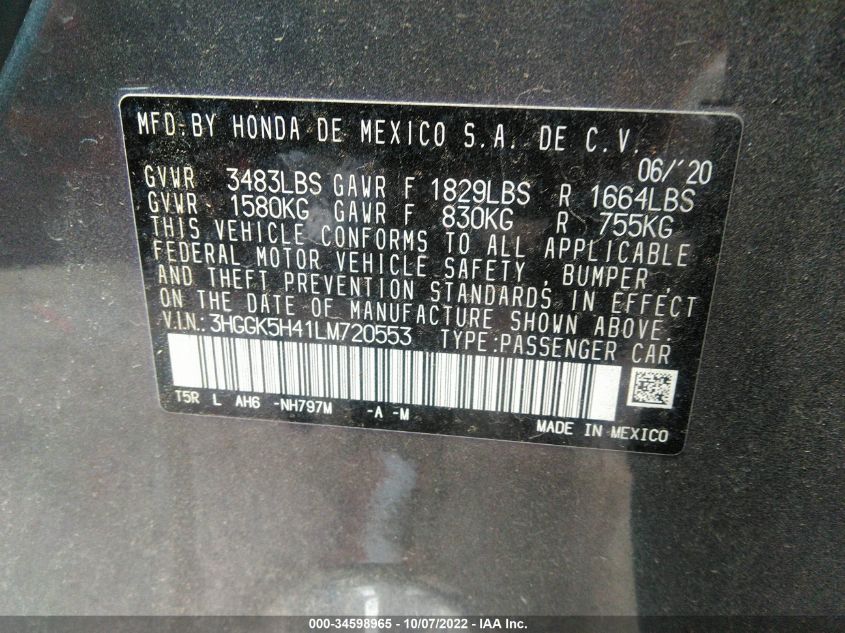 MFD. BY HONDA DE MEXICO S.A. DE C.V.
06/'20
GVWR 3483LBS GAWR F 1829LBS R 1664LBS
GVWR 1580KG GAWR F 830KG R 755KG
THIS VEHICLE CONFORMS TO ALL APPLICABLE
FEDERAL MOTOR VEHICLE SAFETY , BUMPER ,
AND THEFT PREVENTION STANDARDS IN EFFECT
ON THE DATE OF MANUFACTURE SHOWN ABOVE.
V.I.N.: 3HGGK5H41LM720553 TYPE:PASSENGER CAR
T5R L AH6 -NH797M -A -M
MADE IN MEXICO
000-34598965 - 10/07/2022 - IAA Inc.